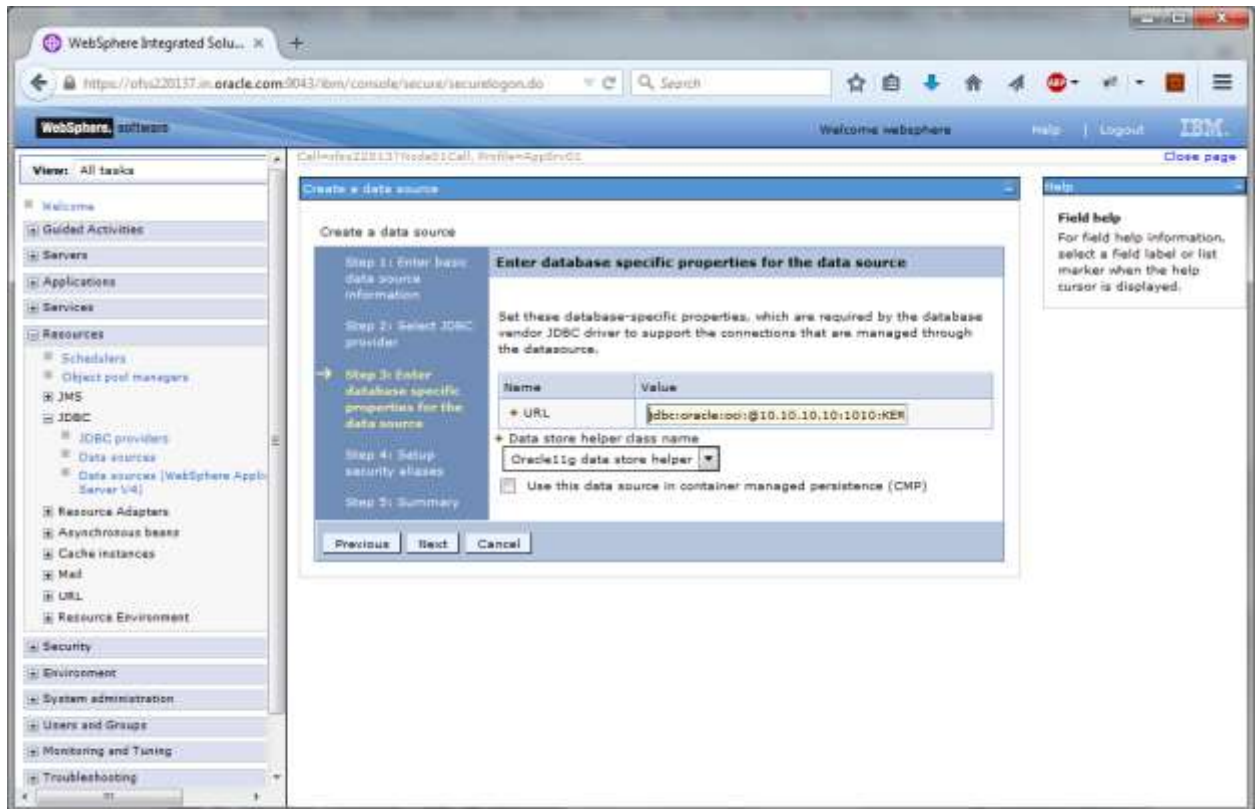 WebSphere Integrated Solu...
https://ofss220137.in.oracle.com:9043/ibm/console/secure/securelogon.do
Search
WebSphere. software
Welcome websphere
Help | Logout
IBM.
View: All tasks
Cell=ofss220137Node01Cell, Profile=AppSrv01
Close page
Welcome
Guided Activities
Servers
Applications
Services
Resources
Schedulers
Object pool managers
JMS
JDBC
JDBC providers
Data sources
Data sources (WebSphere Applic
Server V4)
Resource Adapters
Asynchronous beans
Cache instances
Mail
URL
Resource Environment
Security
Environment
System administration
Users and Groups
Monitoring and Tuning
Troubleshooting
Create a data source
Create a data source
Step 1: Enter basic
data source
information
Step 2: Select JDBC
provider
Step 3: Enter
database specific
properties for the
data source
Step 4: Setup
security aliases
Step 5: Summary
Enter database specific properties for the data source
Set these database-specific properties, which are required by the database
vendor JDBC driver to support the connections that are managed through
the datasource.
Name Value
URL jdbc:oracle:oci:@10.10.10.10:1010:KER
Data store helper class name
Oracle11g data store helper
Use this data source in container managed persistence (CMP)
Previous Next Cancel
Help
Field help
For field help information,
select a field label or list
marker when the help
cursor is displayed.